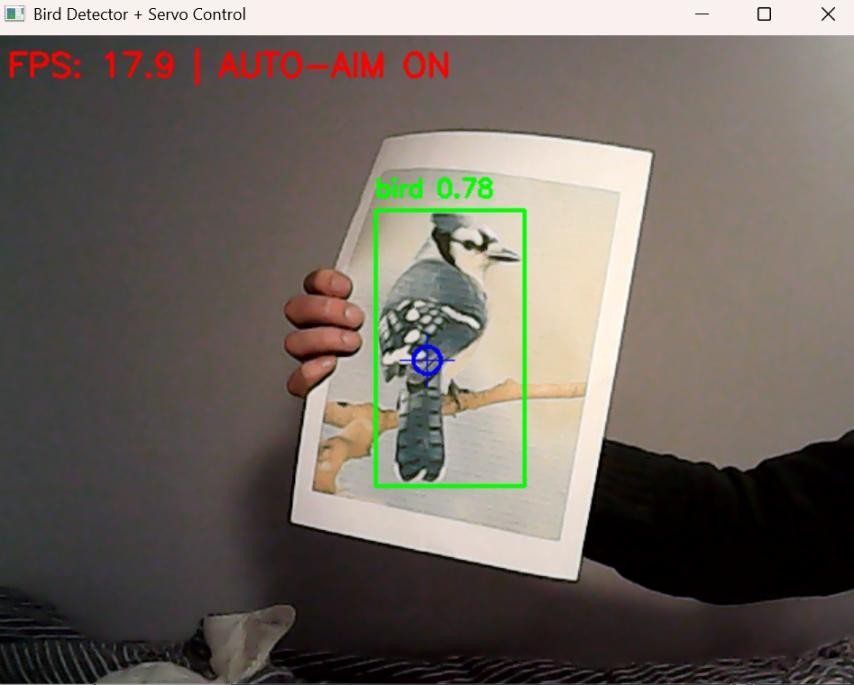 Bird Detector + Servo Control
FPS: 17.9 | AUTO-AIM ON
bird 0.78